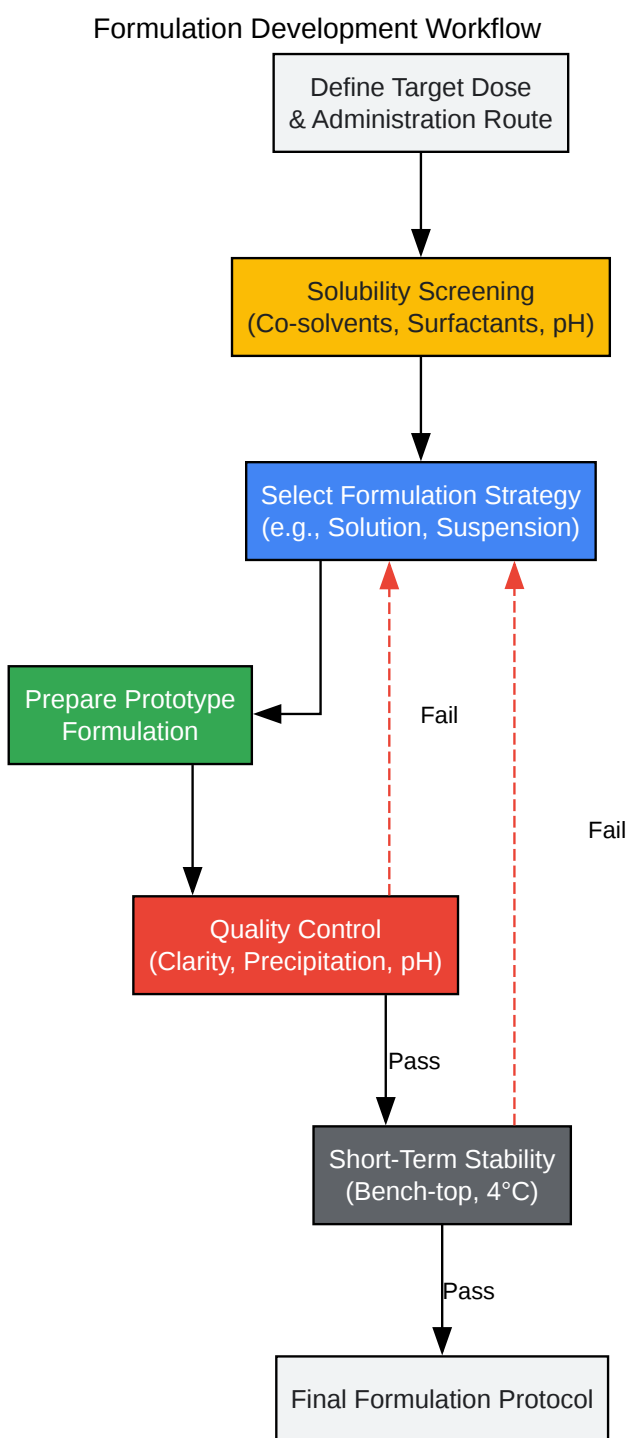 Formulation Development Workflow
Define Target Dose
& Administration Route
Solubility Screening
(Co-solvents, Surfactants, pH)
Select Formulation Strategy
(e.g., Solution, Suspension)
Prepare Prototype
Formulation
Fail
Fail
Quality Control
(Clarity, Precipitation, pH)
Pass
Short-Term Stability
(Bench-top, 4°C)
Pass
Final Formulation Protocol